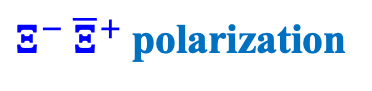 Ξ⁻ Ξ̅⁺ polarization